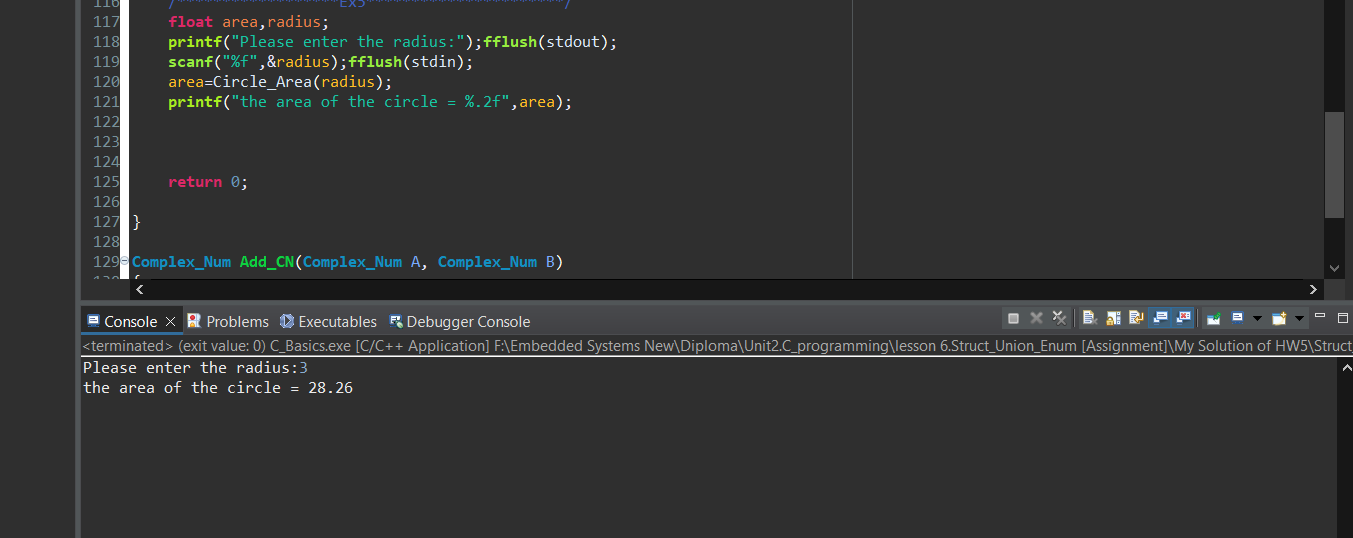 116 /******************Ex5**********************/
117 float area,radius;
118 printf("Please enter the radius:");fflush(stdout);
119 scanf("%f",&radius);fflush(stdin);
120 area=Circle_Area(radius);
121 printf("the area of the circle = %.2f",area);
122
123
124
125 return 0;
126
127 }
128
129 Complex_Num Add_CN(Complex_Num A, Complex_Num B)
130 {
Console Problems Executables Debugger Console
<terminated> (exit value: 0) C_Basics.exe [C/C++ Application] F:\Embedded Systems New\Diploma\Unit2.C_programming\lesson 6.Struct_Union_Enum [Assignment]\My Solution of HW5\Struct
Please enter the radius:3
the area of the circle = 28.26